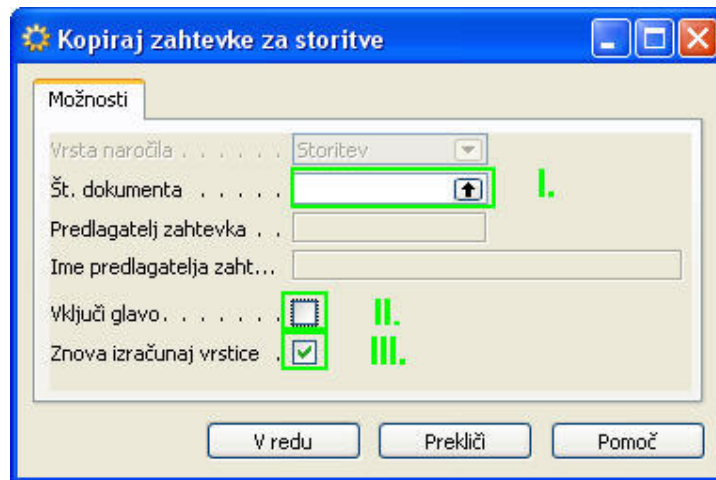 Kopiraj zahtevke za storitve
Možnosti
Vrsta naročila . . . . . . Storitev
Št. dokumenta . . . . . I.
Predlagatelj zahtevka . .
Ime predlagatelja zaht...
Vključi glavo. . . . . . . II.
Znova izračunaj vrstice . III.
V redu Prekliči Pomoč